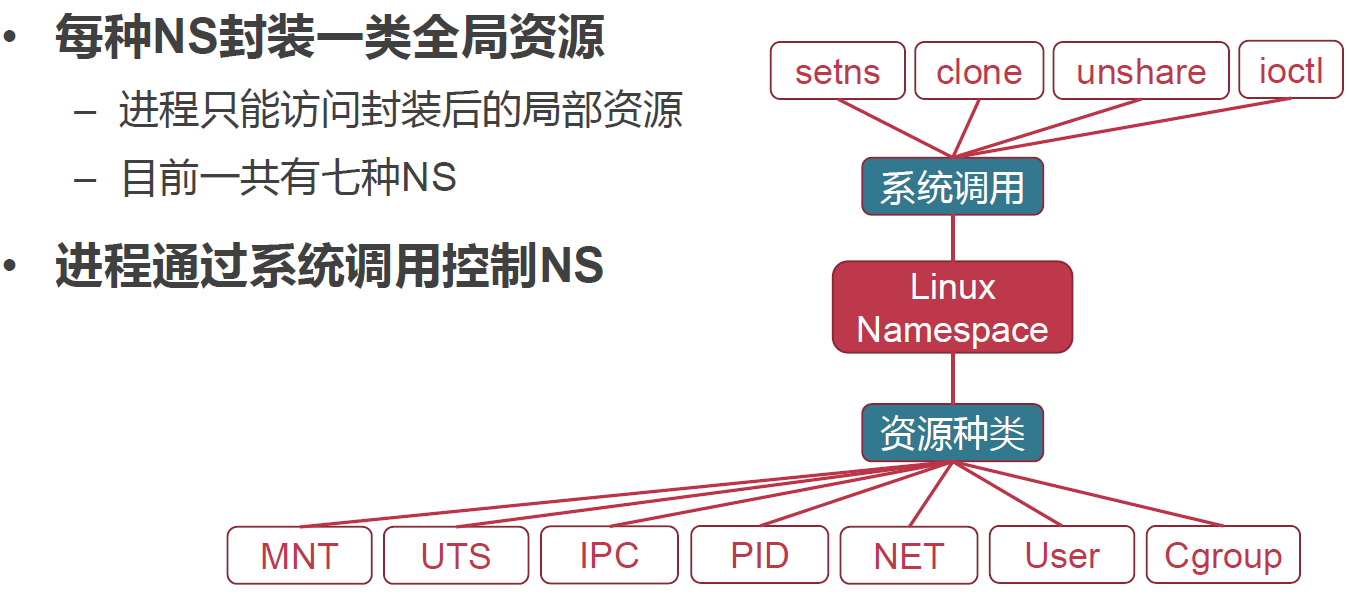 • 每种NS封装一类全局资源
– 进程只能访问封装后的局部资源
– 目前一共有七种NS
• 进程通过系统调用控制NS
setns clone unshare ioctl
系统调用
Linux
Namespace
资源种类
MNT UTS IPC PID NET User Cgroup